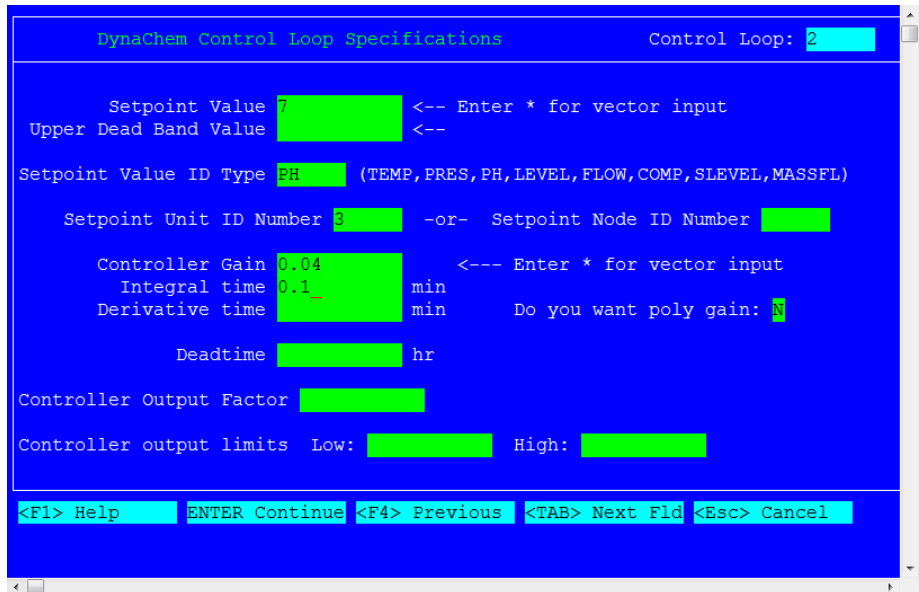 DynaChem Control Loop Specifications Control Loop: 2
Setpoint Value 7 <-- Enter * for vector input
Upper Dead Band Value <--
Setpoint Value ID Type PH (TEMP,PRES,PH,LEVEL,FLOW,COMP,SLEVEL,MASSFL)
Setpoint Unit ID Number 3 -or- Setpoint Node ID Number
Controller Gain 0.04 <--- Enter * for vector input
Integral time 0.1_ min
Derivative time min Do you want poly gain: N
Deadtime hr
Controller Output Factor
Controller output limits Low: High:
<F1> Help ENTER Continue <F4> Previous <TAB> Next Fld <Esc> Cancel